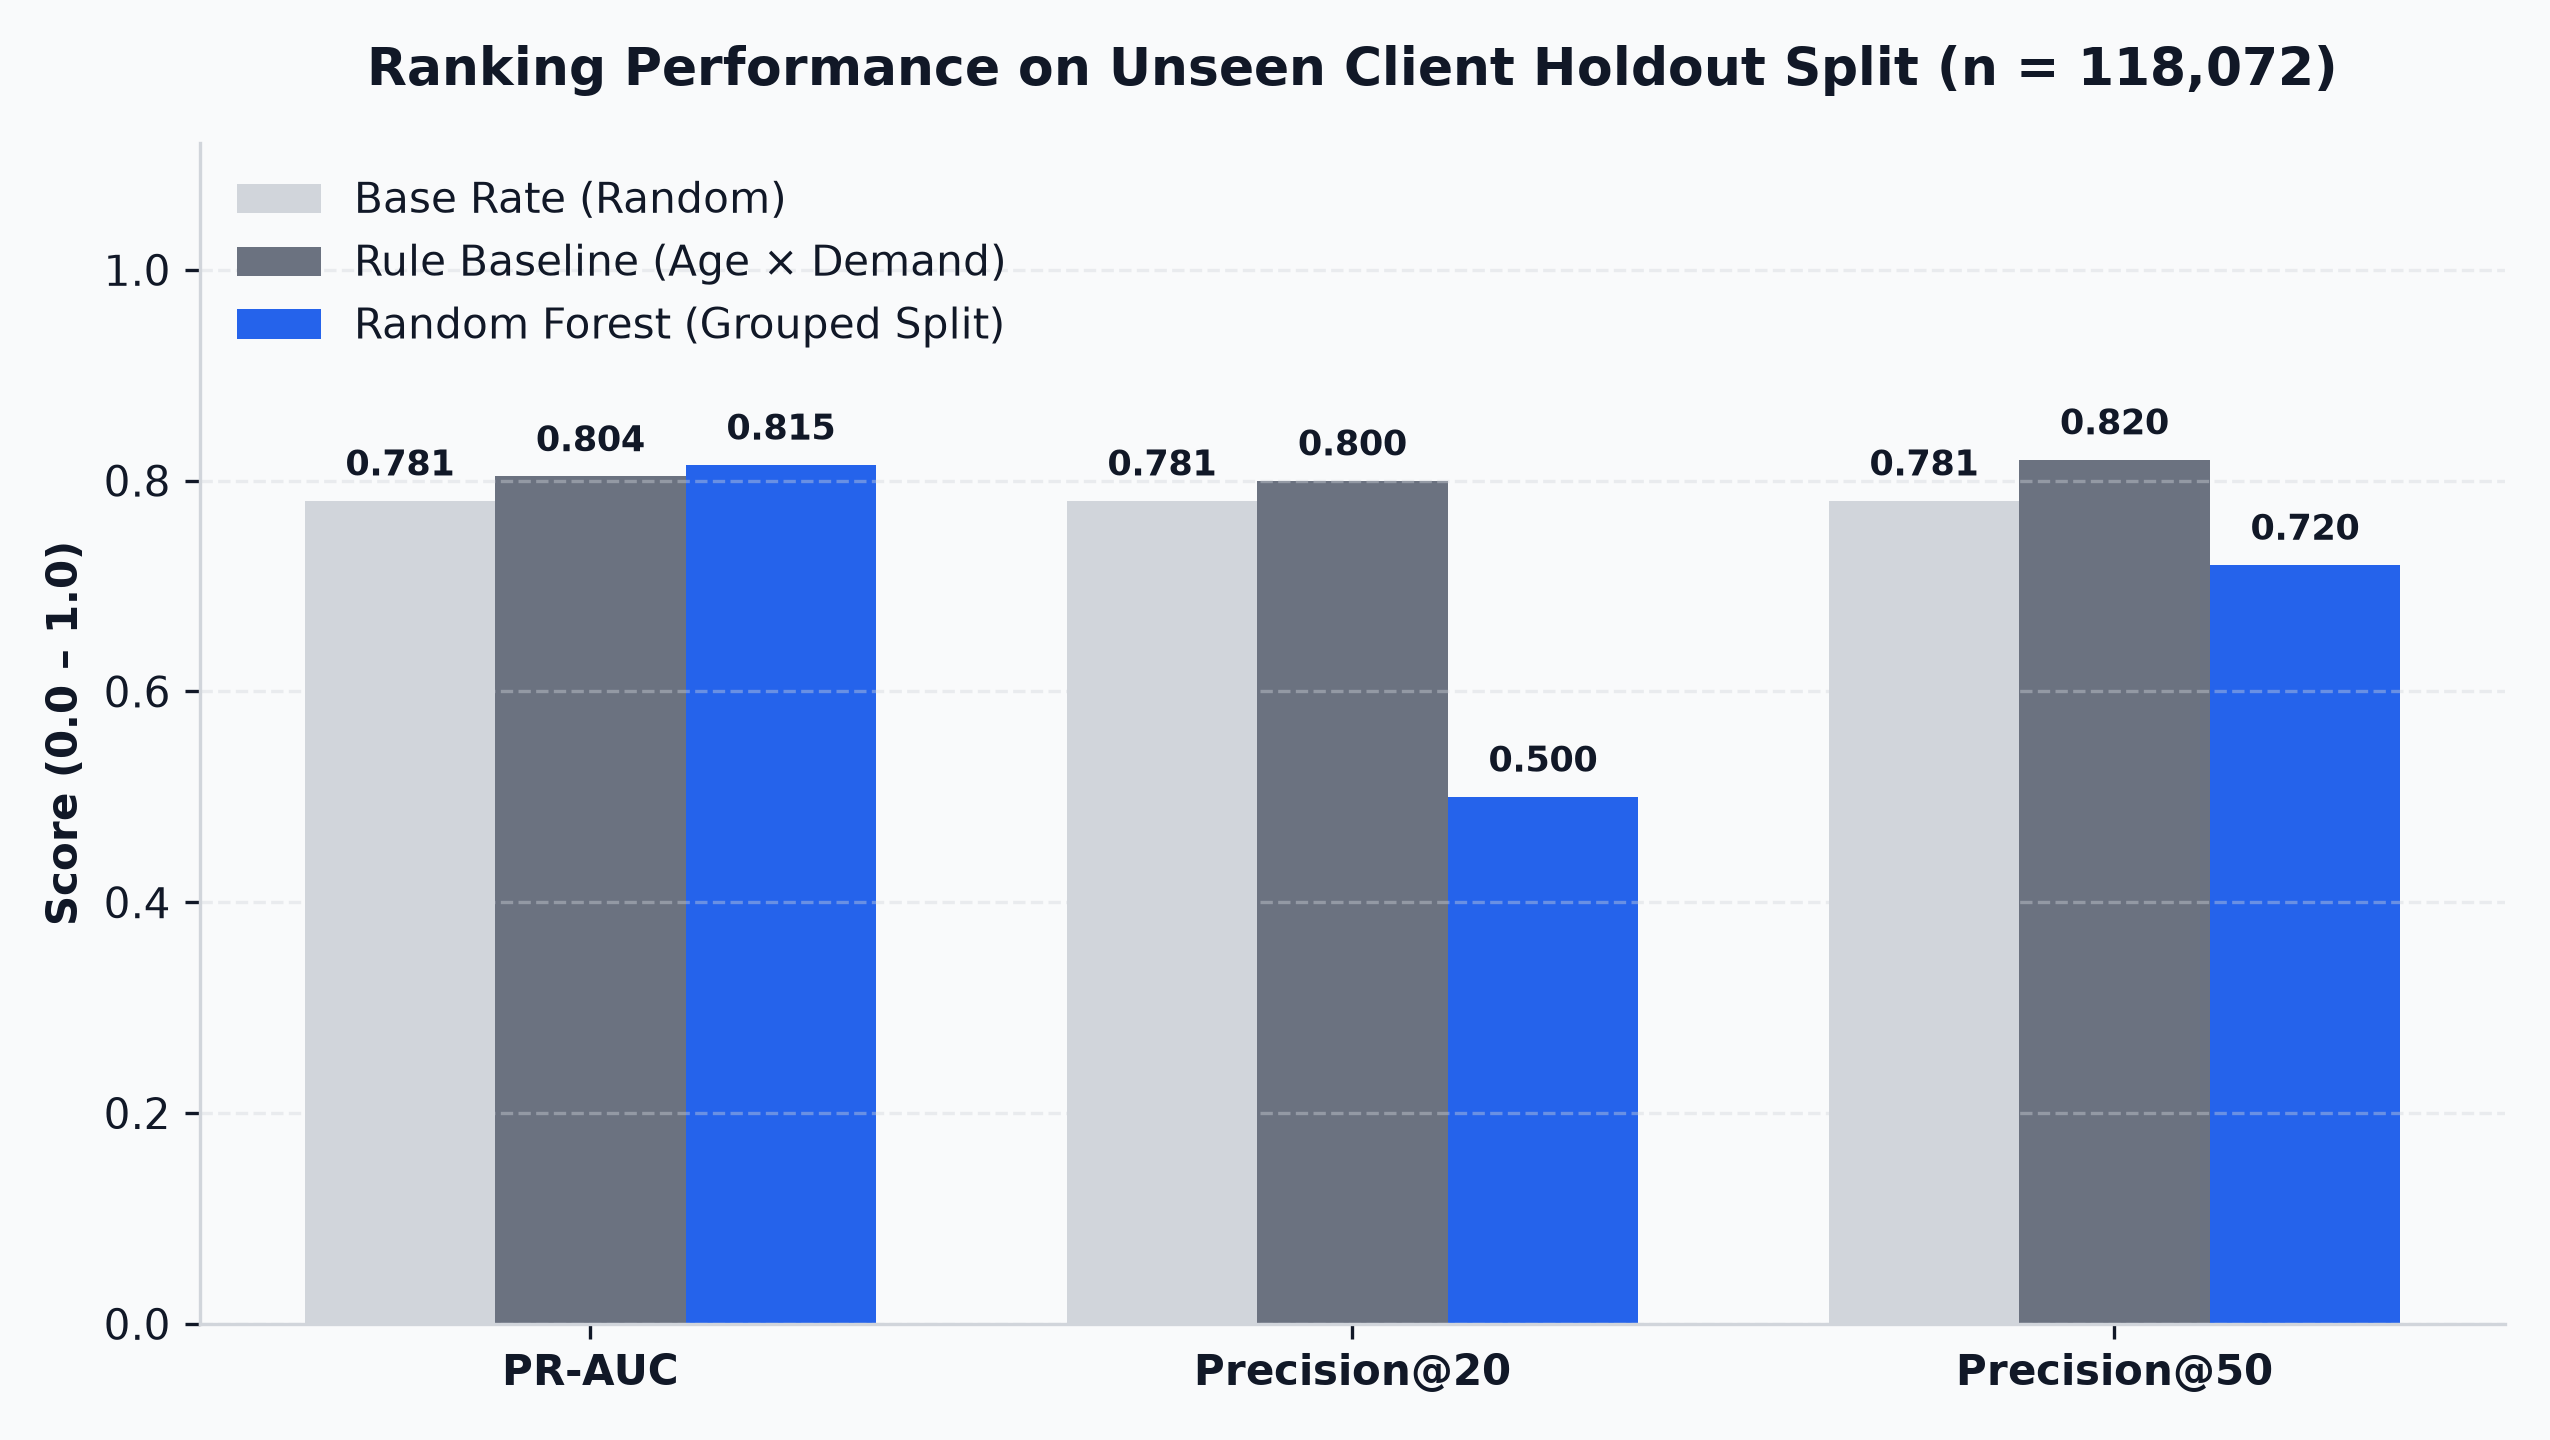 Ranking Performance on Unseen Client Holdout Split (n = 118,072)
Base Rate (Random)
Rule Baseline (Age × Demand)
Random Forest (Grouped Split)
Score (0.0 – 1.0)
1.0
0.8
0.6
0.4
0.2
0.0
0.781
0.804
0.815
0.781
0.800
0.500
0.781
0.820
0.720
PR-AUC
Precision@20
Precision@50